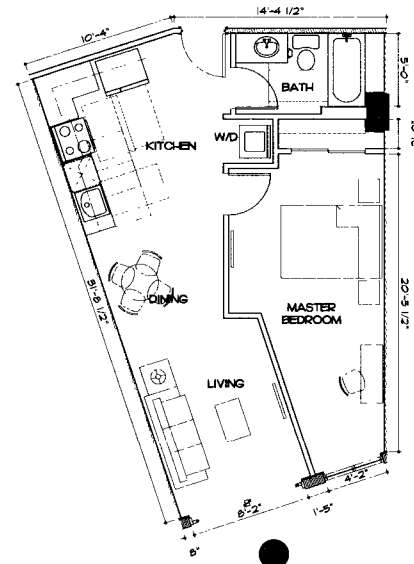 14'-4 1/2"
10'-4"
5'-0"
BATH
KITCHEN
W/D
31'-8 1/2"
20'-5 1/2"
DINING
MASTER
BEDROOM
LIVING
4'-2"
8'-2"
1'-5"
8"